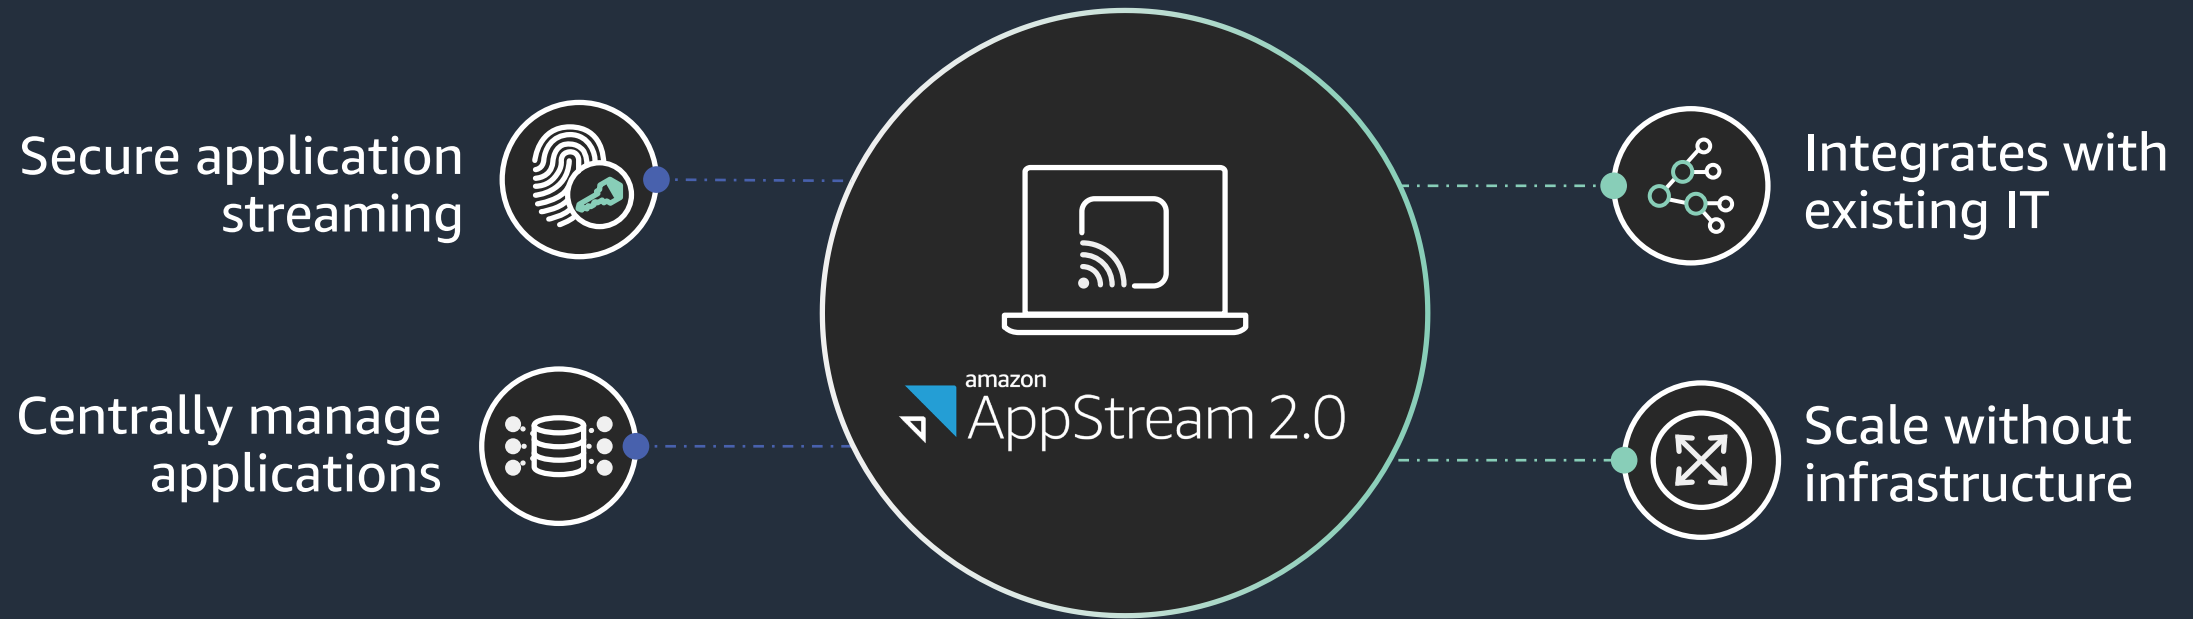 Secure application
streaming
Centrally manage
applications
amazon
AppStream 2.0
Integrates with
existing IT
Scale without
infrastructure